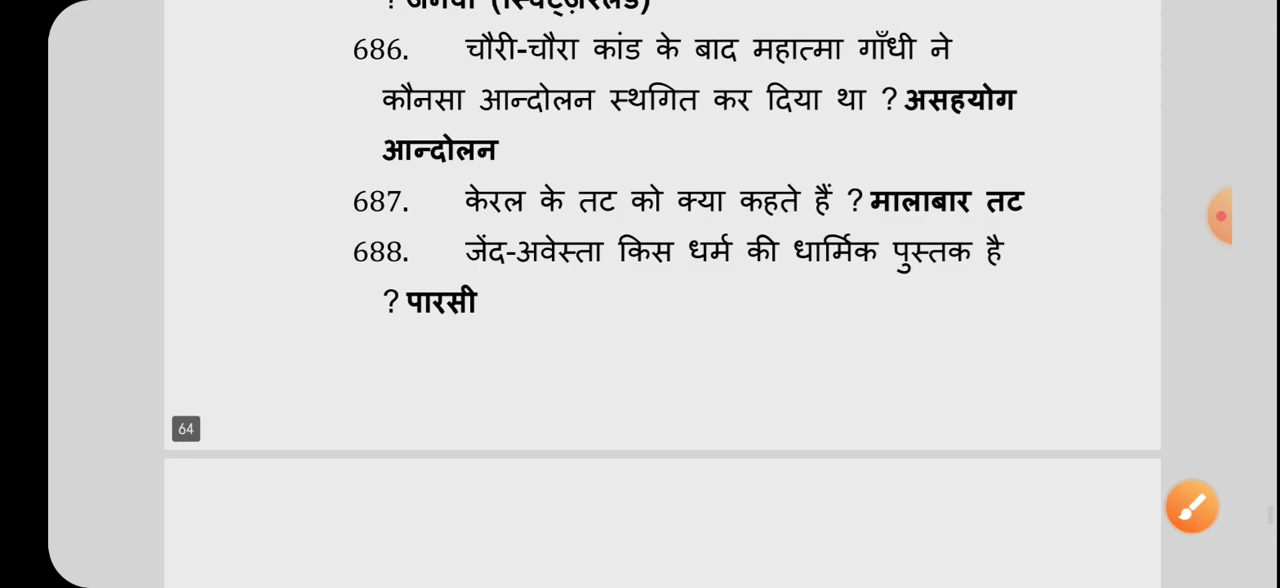 ? जेनेवा (स्विट्ज़रलैंड)
686. चौरी-चौरा कांड के बाद महात्मा गाँधी ने
कौनसा आन्दोलन स्थगित कर दिया था ? असहयोग
आन्दोलन
687. केरल के तट को क्या कहते हैं ? मालाबार तट
688. जेंद-अवेस्ता किस धर्म की धार्मिक पुस्तक है
? पारसी
64